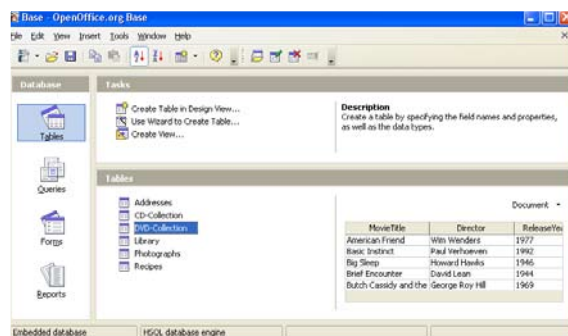 Base - OpenOffice.org Base
File Edit View Insert Tools Window Help
Database
Tasks
Tables
Queries
Forms
Reports
Create Table in Design View...
Use Wizard to Create Table...
Create View...
Description
Create a table by specifying the field names and properties,
as well as the data types.
Tables
Addresses
CD-Collection
DVD-Collection
Library
Photographs
Recipes
Document
MovieTitle Director ReleaseYea
American Friend Wim Wenders 1977
Basic Instinct Paul Verhoeven 1992
Big Sleep Howard Hawks 1946
Brief Encounter David Lean 1944
Butch Cassidy and the George Roy Hill 1969
Embedded database HSQL database engine